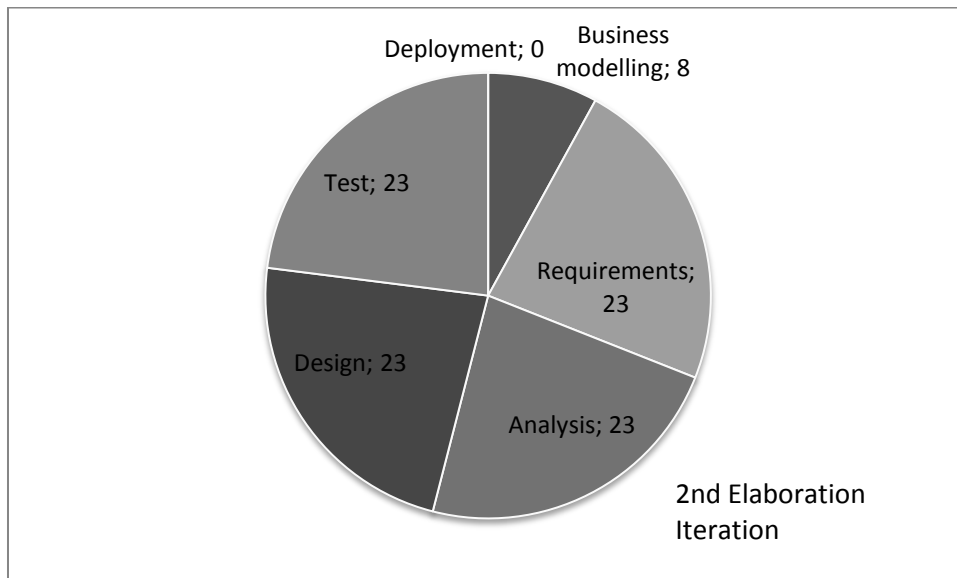 Deployment; 0
Business
modelling; 8
Test; 23
Requirements;
23
Design; 23
Analysis; 23
2nd Elaboration
Iteration